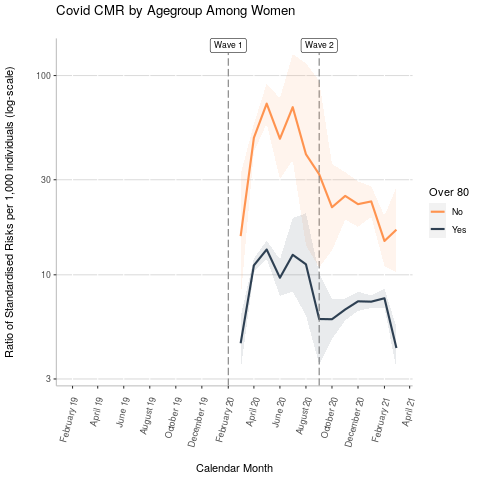 Covid CMR by Agegroup Among Women
Ratio of Standardised Risks per 1,000 individuals (log-scale)
Wave 1
Wave 2
100
30
10
3
Over 80
No
Yes
February 19
April 19
June 19
August 19
October 19
December 19
February 20
April 20
June 20
August 20
October 20
December 20
February 21
April 21
Calendar Month